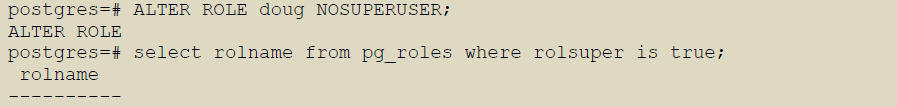 postgres=# ALTER ROLE doug NOSUPERUSER;
ALTER ROLE
postgres=# select rolname from pg_roles where rolsuper is true;
 rolname
----------